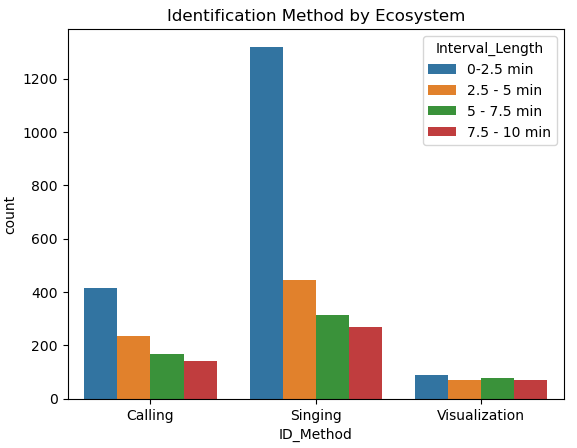 Identification Method by Ecosystem
Interval_Length
0-2.5 min
2.5 - 5 min
5 - 7.5 min
7.5 - 10 min
count
1200
1000
800
600
400
200
0
Calling Singing Visualization
ID_Method